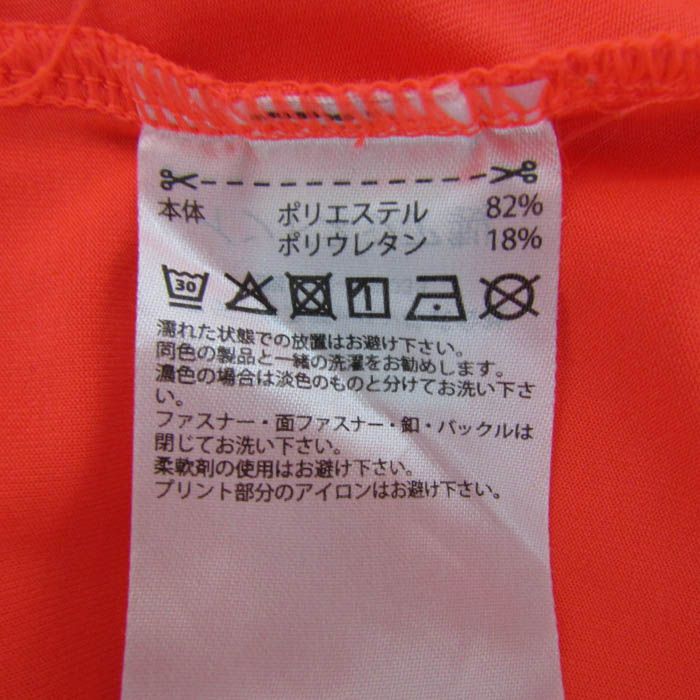 本体 ポリエステル 82%
ポリウレタン 18%
30
濡れた状態での放置はお避け下さい。
同色の製品と一緒の洗濯をお勧めします。
濃色の場合は淡色のものと分けてお洗い下さ
い。
ファスナー・面ファスナー・釦・バックルは
閉じてお洗い下さい。
柔軟剤の使用はお避け下さい。
プリント部分のアイロンはお避け下さい。